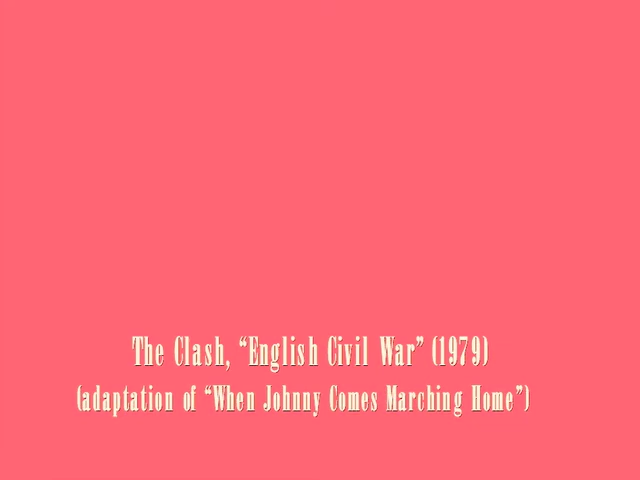 The Clash, “English Civil War” (1979)
(adaptation of “When Johnny Comes Marching Home”)